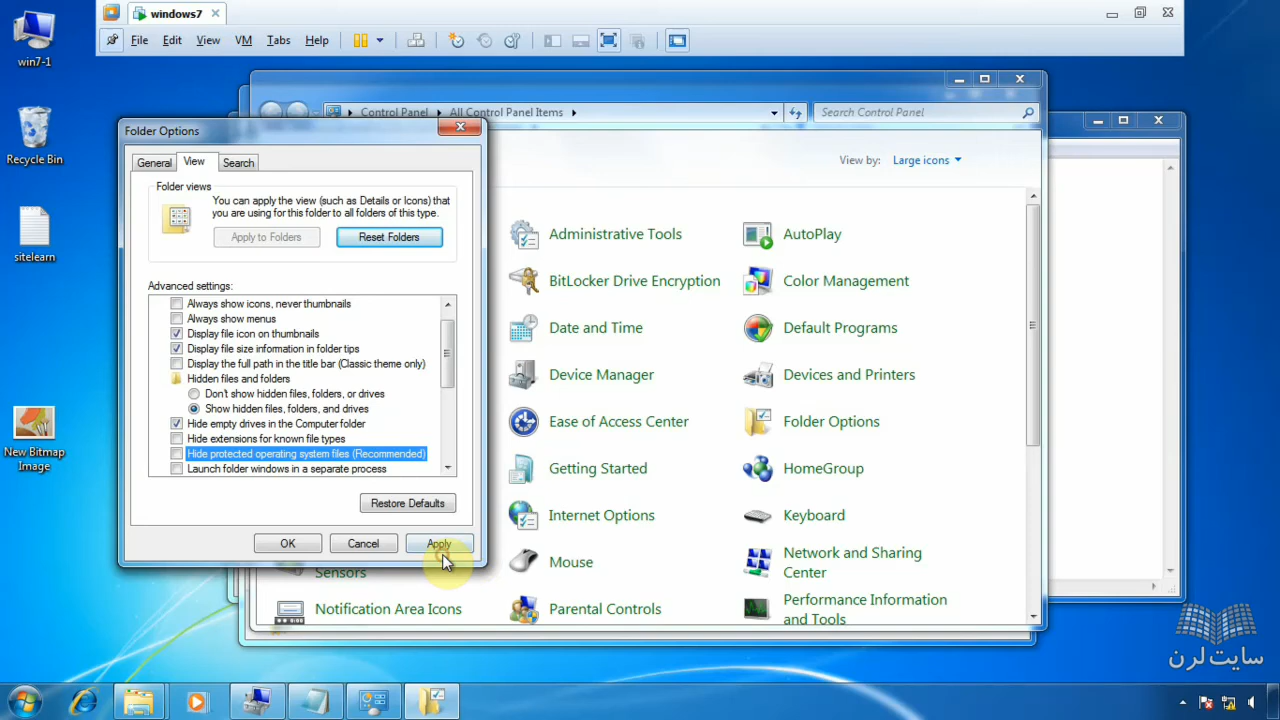 windows7
File Edit View VM Tabs Help
win7-1
Recycle Bin
sitelearn
New Bitmap
Image
Control Panel All Control Panel Items
Search Control Panel
View by: Large icons
Folder Options
General View Search
Folder views
You can apply the view (such as Details or Icons) that
you are using for this folder to all folders of this type.
Apply to Folders Reset Folders
Advanced settings:
Always show icons, never thumbnails
Always show menus
Display file icon on thumbnails
Display file size information in folder tips
Display the full path in the title bar (Classic theme only)
Hidden files and folders
Don't show hidden files, folders, or drives
Show hidden files, folders, and drives
Hide empty drives in the Computer folder
Hide extensions for known file types
Hide protected operating system files (Recommended)
Launch folder windows in a separate process
Restore Defaults
OK Cancel Apply
Administrative Tools AutoPlay
BitLocker Drive Encryption Color Management
Date and Time Default Programs
Device Manager Devices and Printers
Ease of Access Center Folder Options
Getting Started HomeGroup
Internet Options Keyboard
Mouse Network and Sharing
Center
Sensors
Notification Area Icons Parental Controls Performance Information
and Tools
سایت لرن